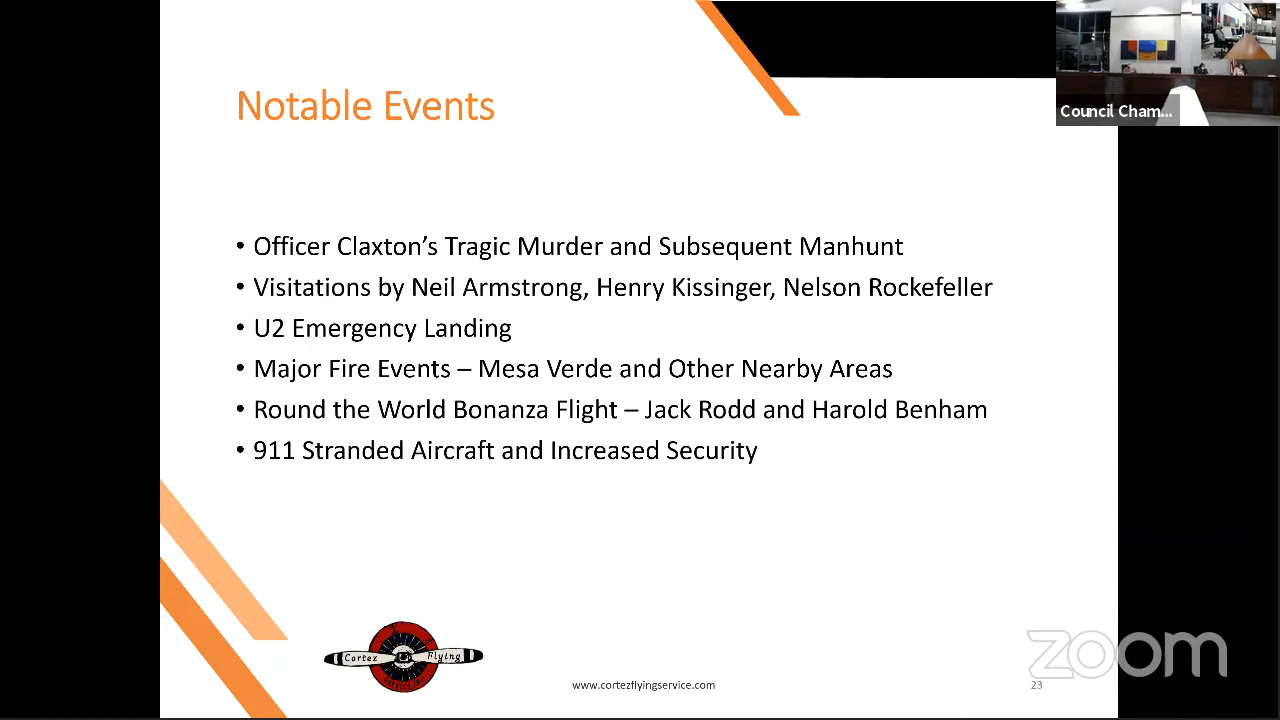 Council Cham...
Notable Events
• Officer Claxton's Tragic Murder and Subsequent Manhunt
• Visitations by Neil Armstrong, Henry Kissinger, Nelson Rockefeller
• U2 Emergency Landing
• Major Fire Events – Mesa Verde and Other Nearby Areas
• Round the World Bonanza Flight – Jack Rodd and Harold Benham
• 911 Stranded Aircraft and Increased Security
Cortez Flying
Service, Inc.
www.cortezflyingservice.com
23
zoom